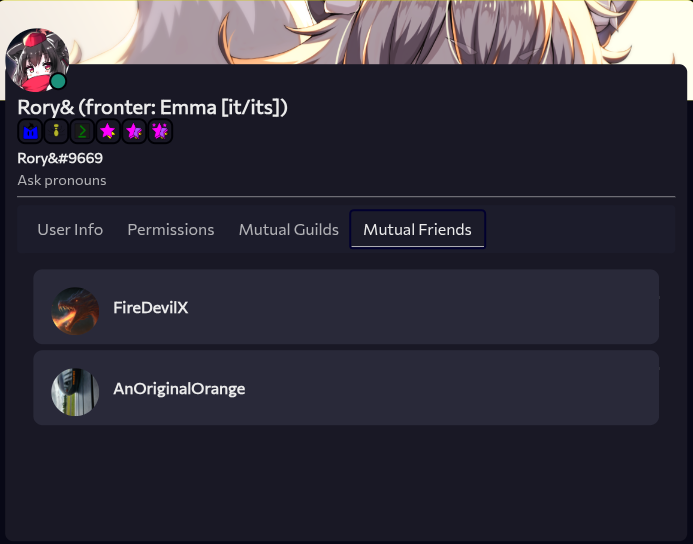 Rory& (fronter: Emma [it/its])
Rory&#9669
Ask pronouns
User Info Permissions Mutual Guilds Mutual Friends
FireDevilX
AnOriginalOrange